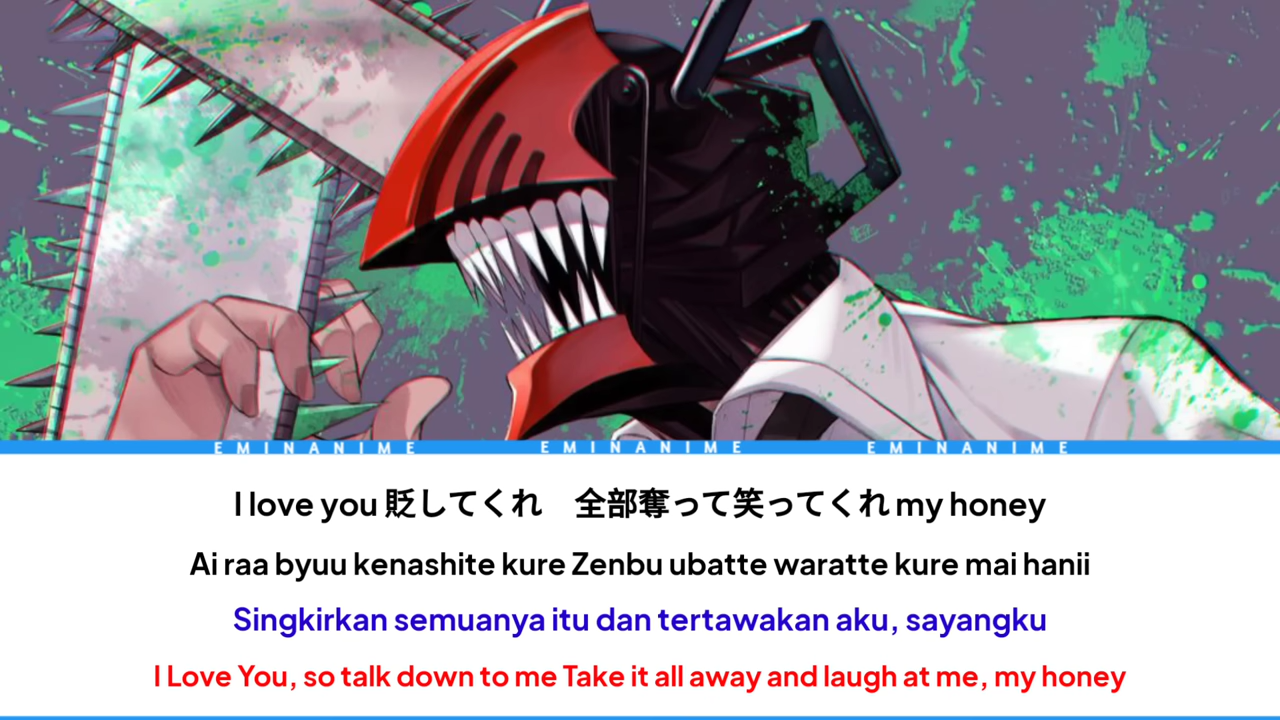 EMINANIME EMINANIME EMINANIME
I love you 貶してくれ　全部奪って笑ってくれ my honey
Ai raa byuu kenashite kure Zenbu ubatte waratte kure mai hanii
Singkirkan semuanya itu dan tertawakan aku, sayangku
I Love You, so talk down to me Take it all away and laugh at me, my honey